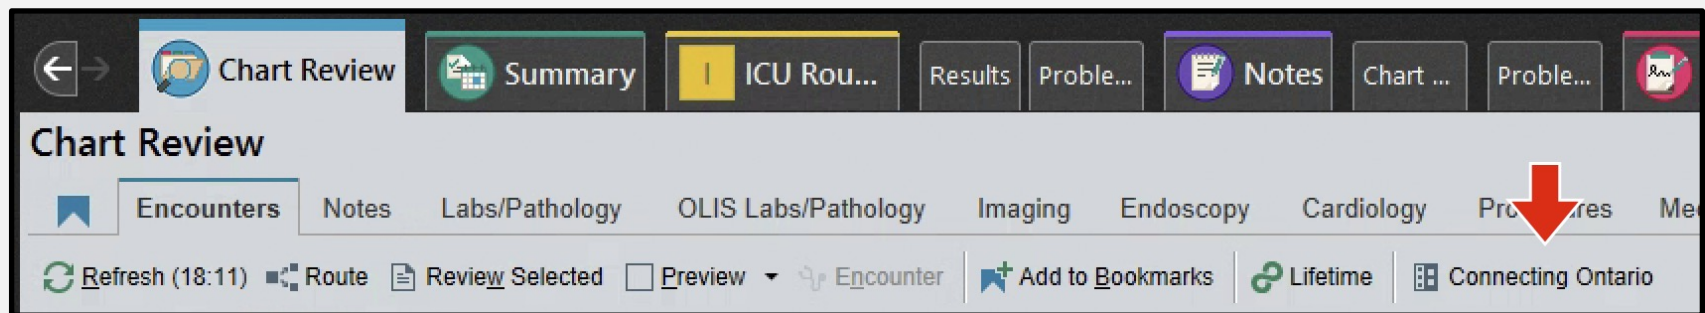 Chart Review Summary I ICU Rou... Results Proble... Notes Chart ... Proble...
Chart Review
Encounters Notes Labs/Pathology OLIS Labs/Pathology Imaging Endoscopy Cardiology
Refresh (18:11) Route Review Selected Preview Encounter Add to Bookmarks Lifetime Connecting Ontario